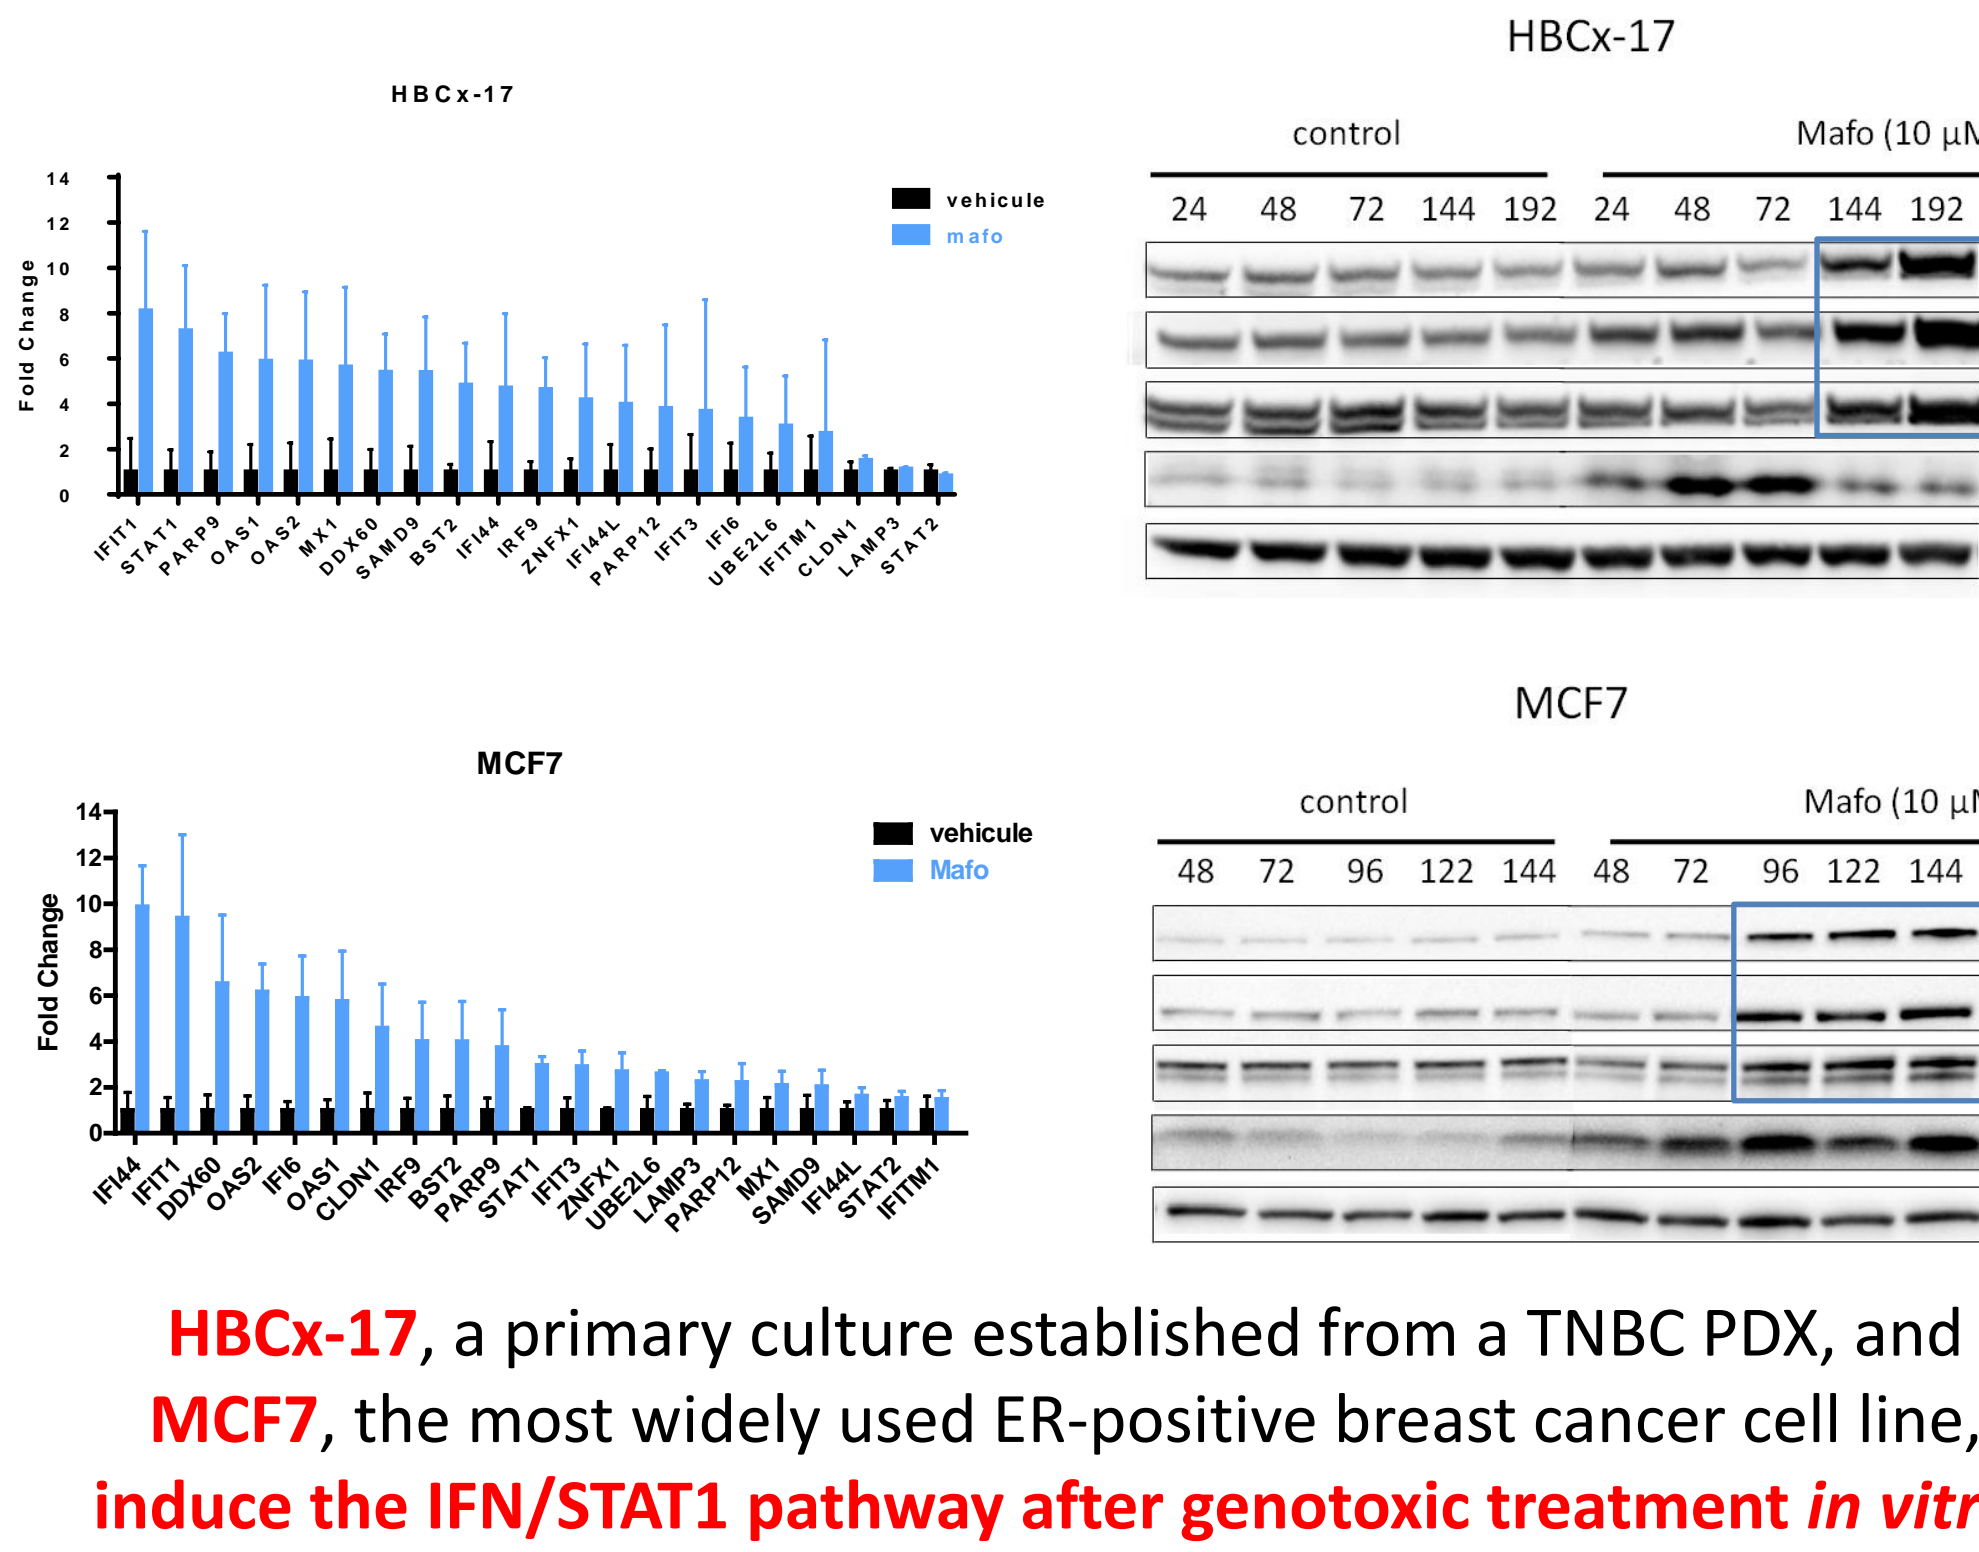 HBCx-17
14
12
10
8
6
4
2
0
Fold Change
vehicule
mafo
IFIT1 STAT1 PARP9 OAS1 OAS2 MX1 DDX60 SAMD9 BST2 IFI44 IRF9 ZNFX1 IFI44L PARP12 IFIT3 IFI6 UBE2L6 IFITM1 CLDN1 LAMP3 STAT2
HBCx-17
control Mafo (10 µM
24 48 72 144 192 24 48 72 144 192
MCF7
14
12
10
8
6
4
2
0
Fold Change
vehicule
Mafo
IFI44 IFIT1 DDX60 OAS2 IFI6 OAS1 CLDN1 IRF9 BST2 PARP9 STAT1 IFIT3 ZNFX1 UBE2L6 LAMP3 PARP12 MX1 SAMD9 IFI44L STAT2 IFITM1
MCF7
control Mafo (10 µM
48 72 96 122 144 48 72 96 122 144
HBCx-17, a primary culture established from a TNBC PDX, and
MCF7, the most widely used ER-positive breast cancer cell line,
induce the IFN/STAT1 pathway after genotoxic treatment in vitr